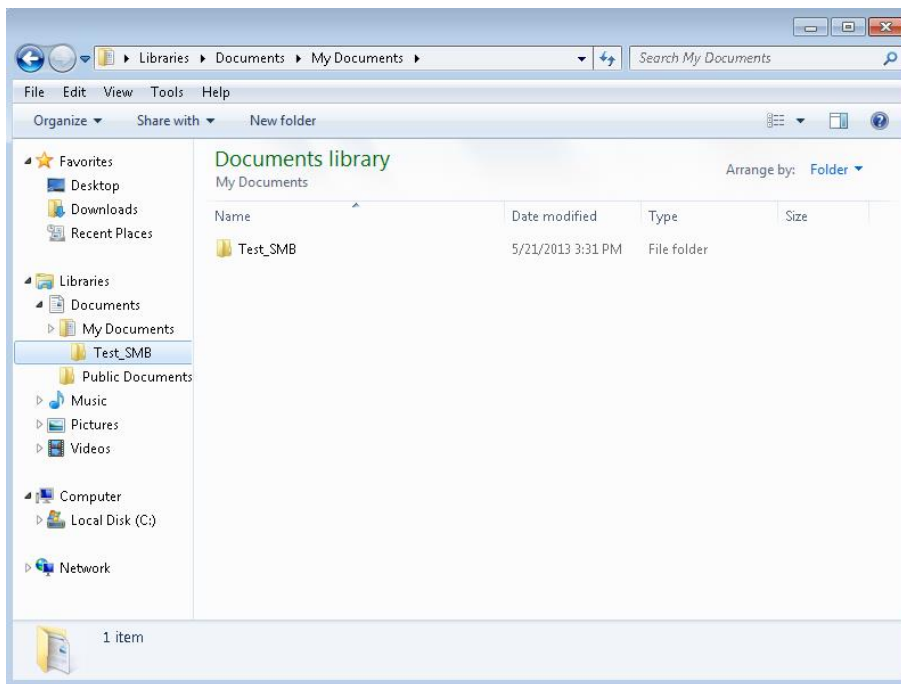 Libraries Documents My Documents
Search My Documents
File Edit View Tools Help
Organize Share with New folder
Favorites
Desktop
Downloads
Recent Places
Libraries
Documents
My Documents
Test_SMB
Public Documents
Music
Pictures
Videos
Computer
Local Disk (C:)
Network
Documents library
My Documents
Arrange by: Folder
Name Date modified Type Size
Test_SMB 5/21/2013 3:31 PM File folder
1 item